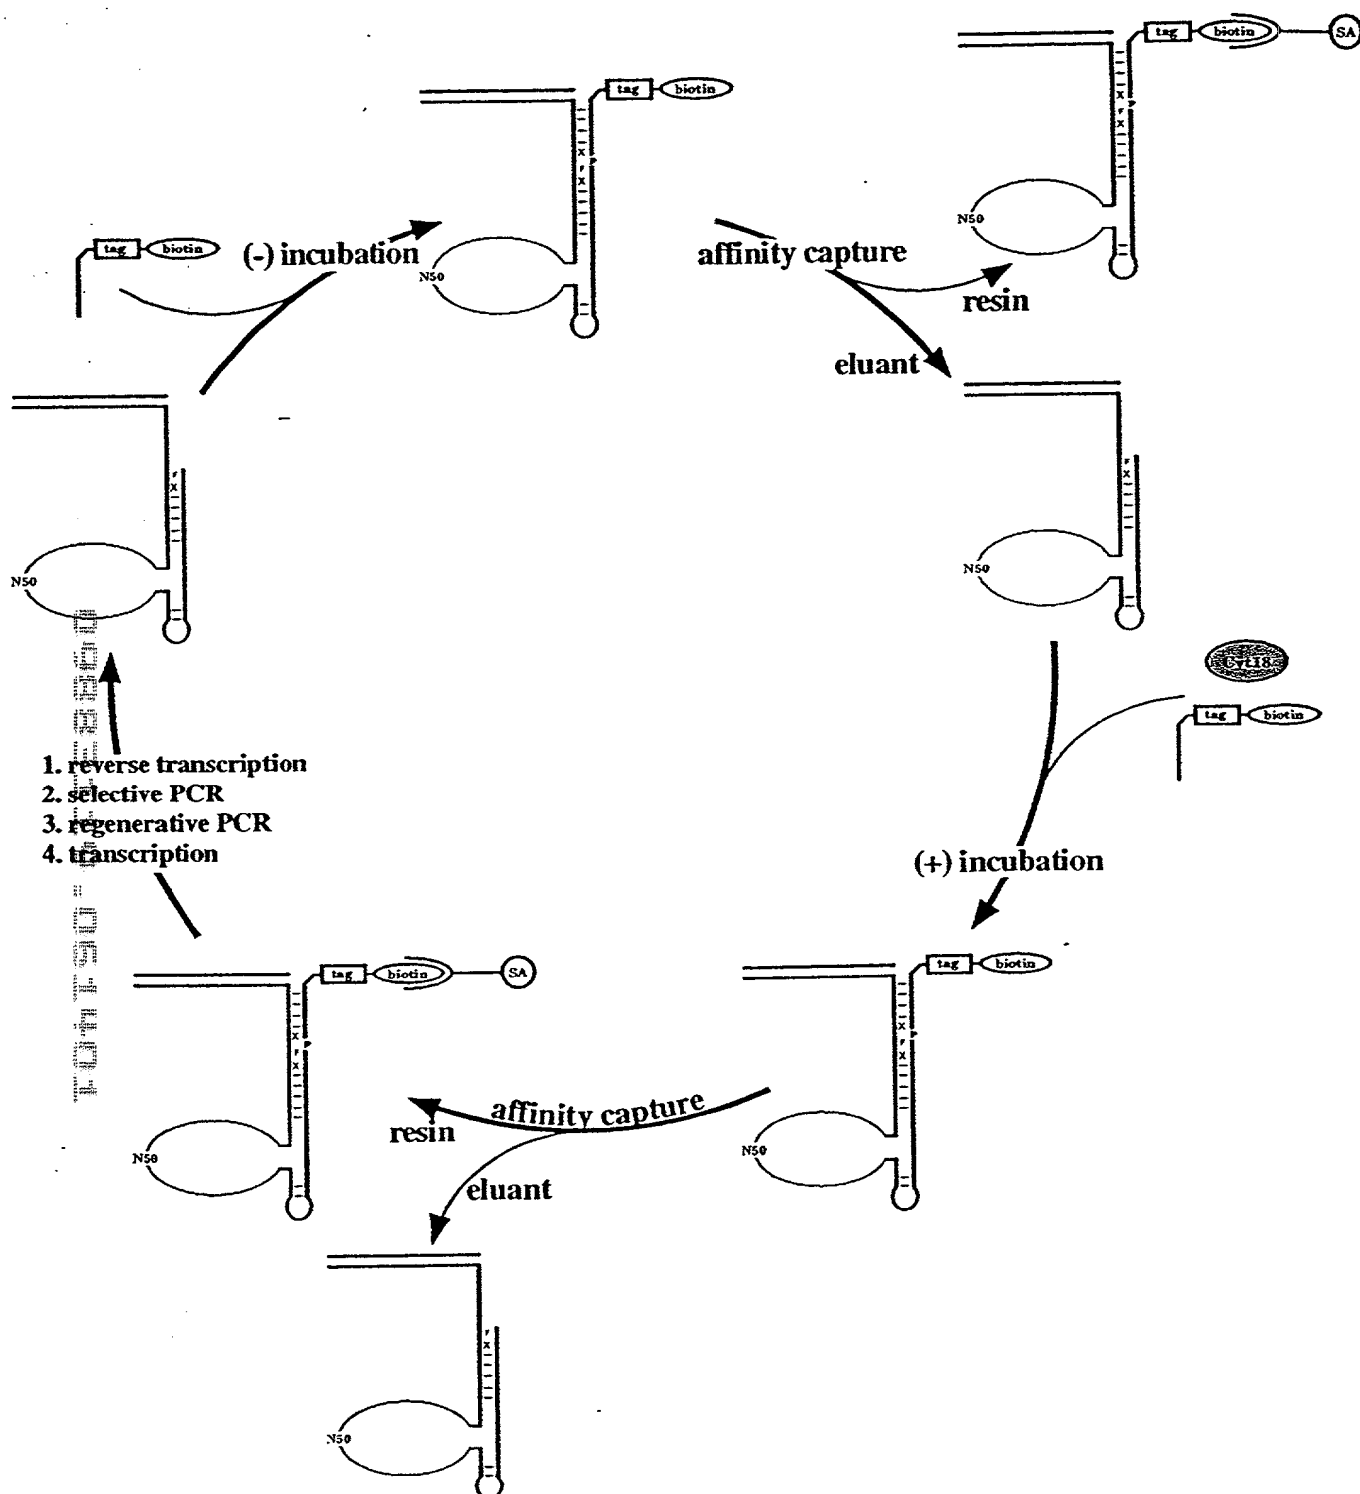 tag biotin SA
tag biotin
N50
tag biotin
(-) incubation
N50
affinity capture
resin
eluant
N50
N50
Cyt18
tag biotin
1. reverse transcription
2. selective PCR
3. regenerative PCR
4. transcription
(+) incubation
tag biotin SA
tag biotin
affinity capture
resin
N50
N50
eluant
N50